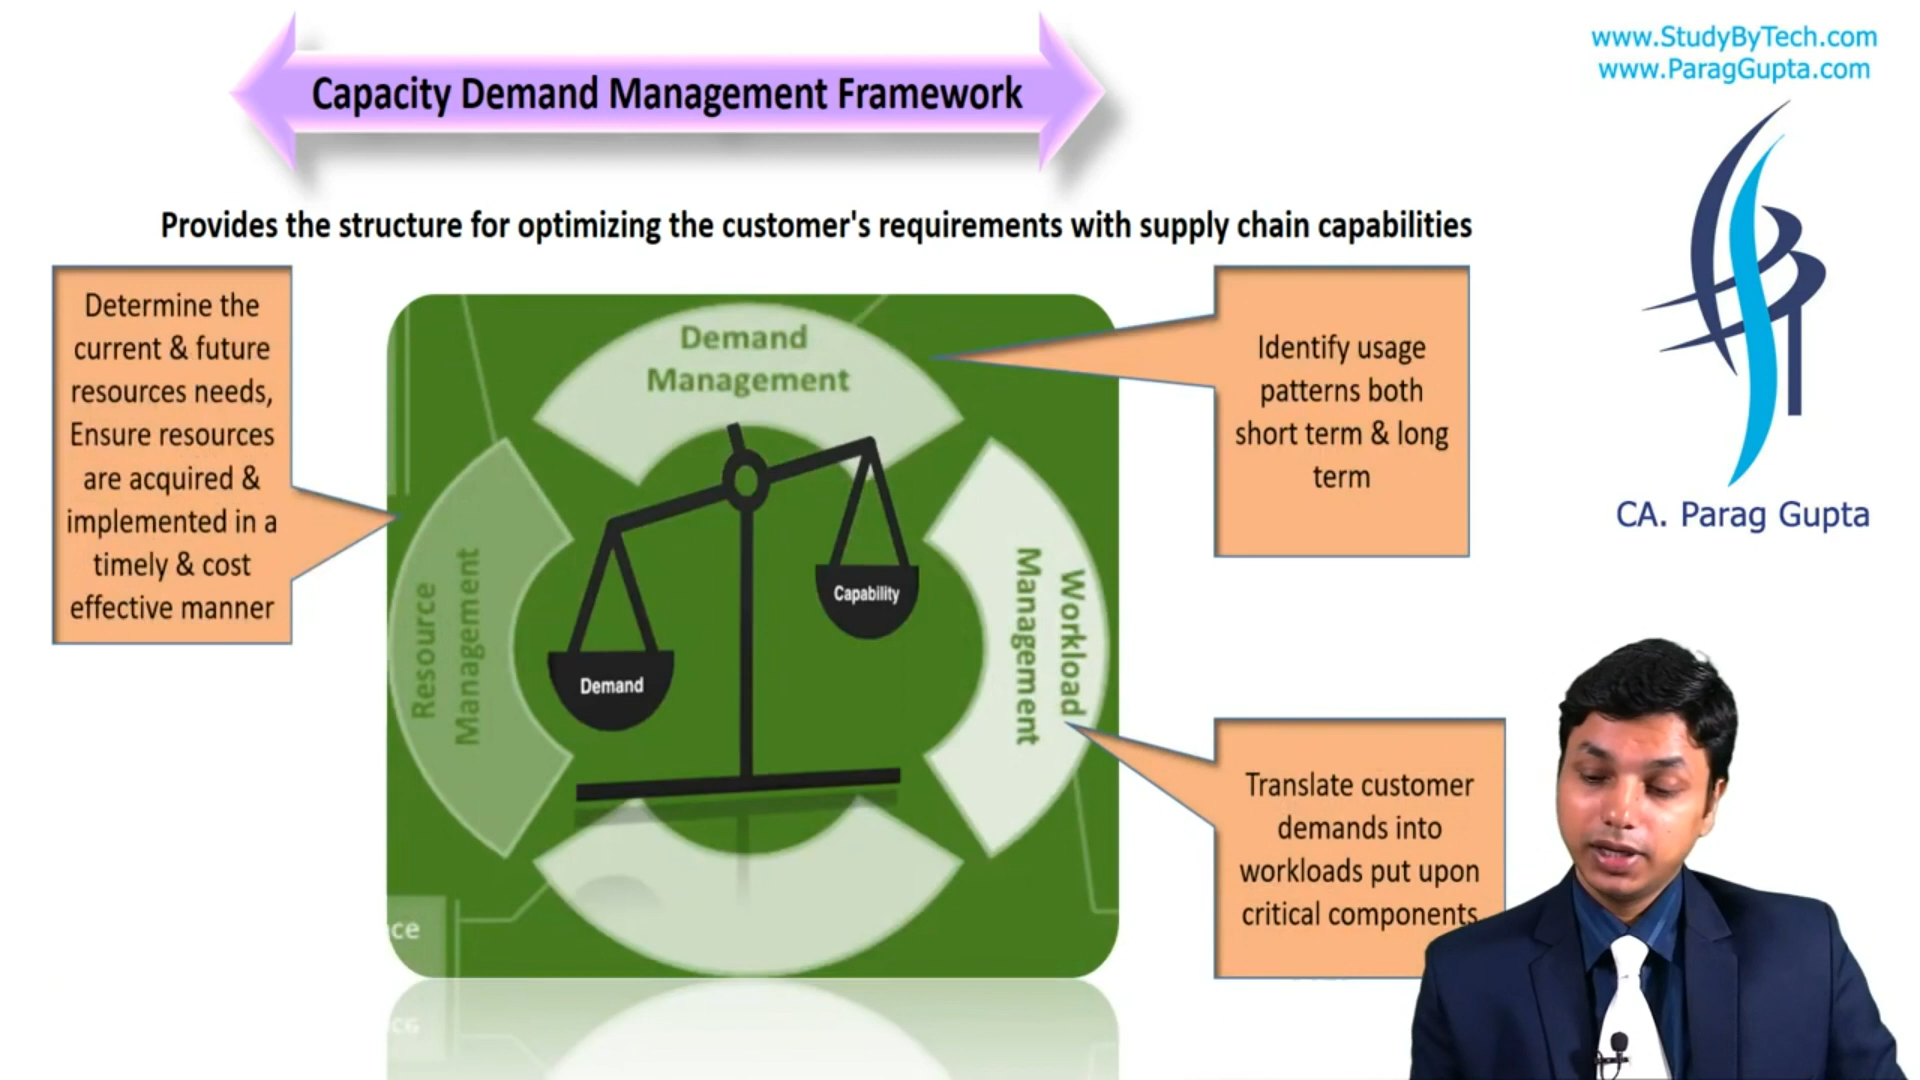 Capacity Demand Management Framework
www.StudyByTech.com
www.ParagGupta.com
Provides the structure for optimizing the customer's requirements with supply chain capabilities
Determine the
current & future
resources needs,
Ensure resources
are acquired &
implemented in a
timely & cost
effective manner
Demand
Management
Identify usage
patterns both
short term & long
term
CA. Parag Gupta
Resource
Management
Demand
Capability
Workload
Management
Translate customer
demands into
workloads put upon
critical components
ce